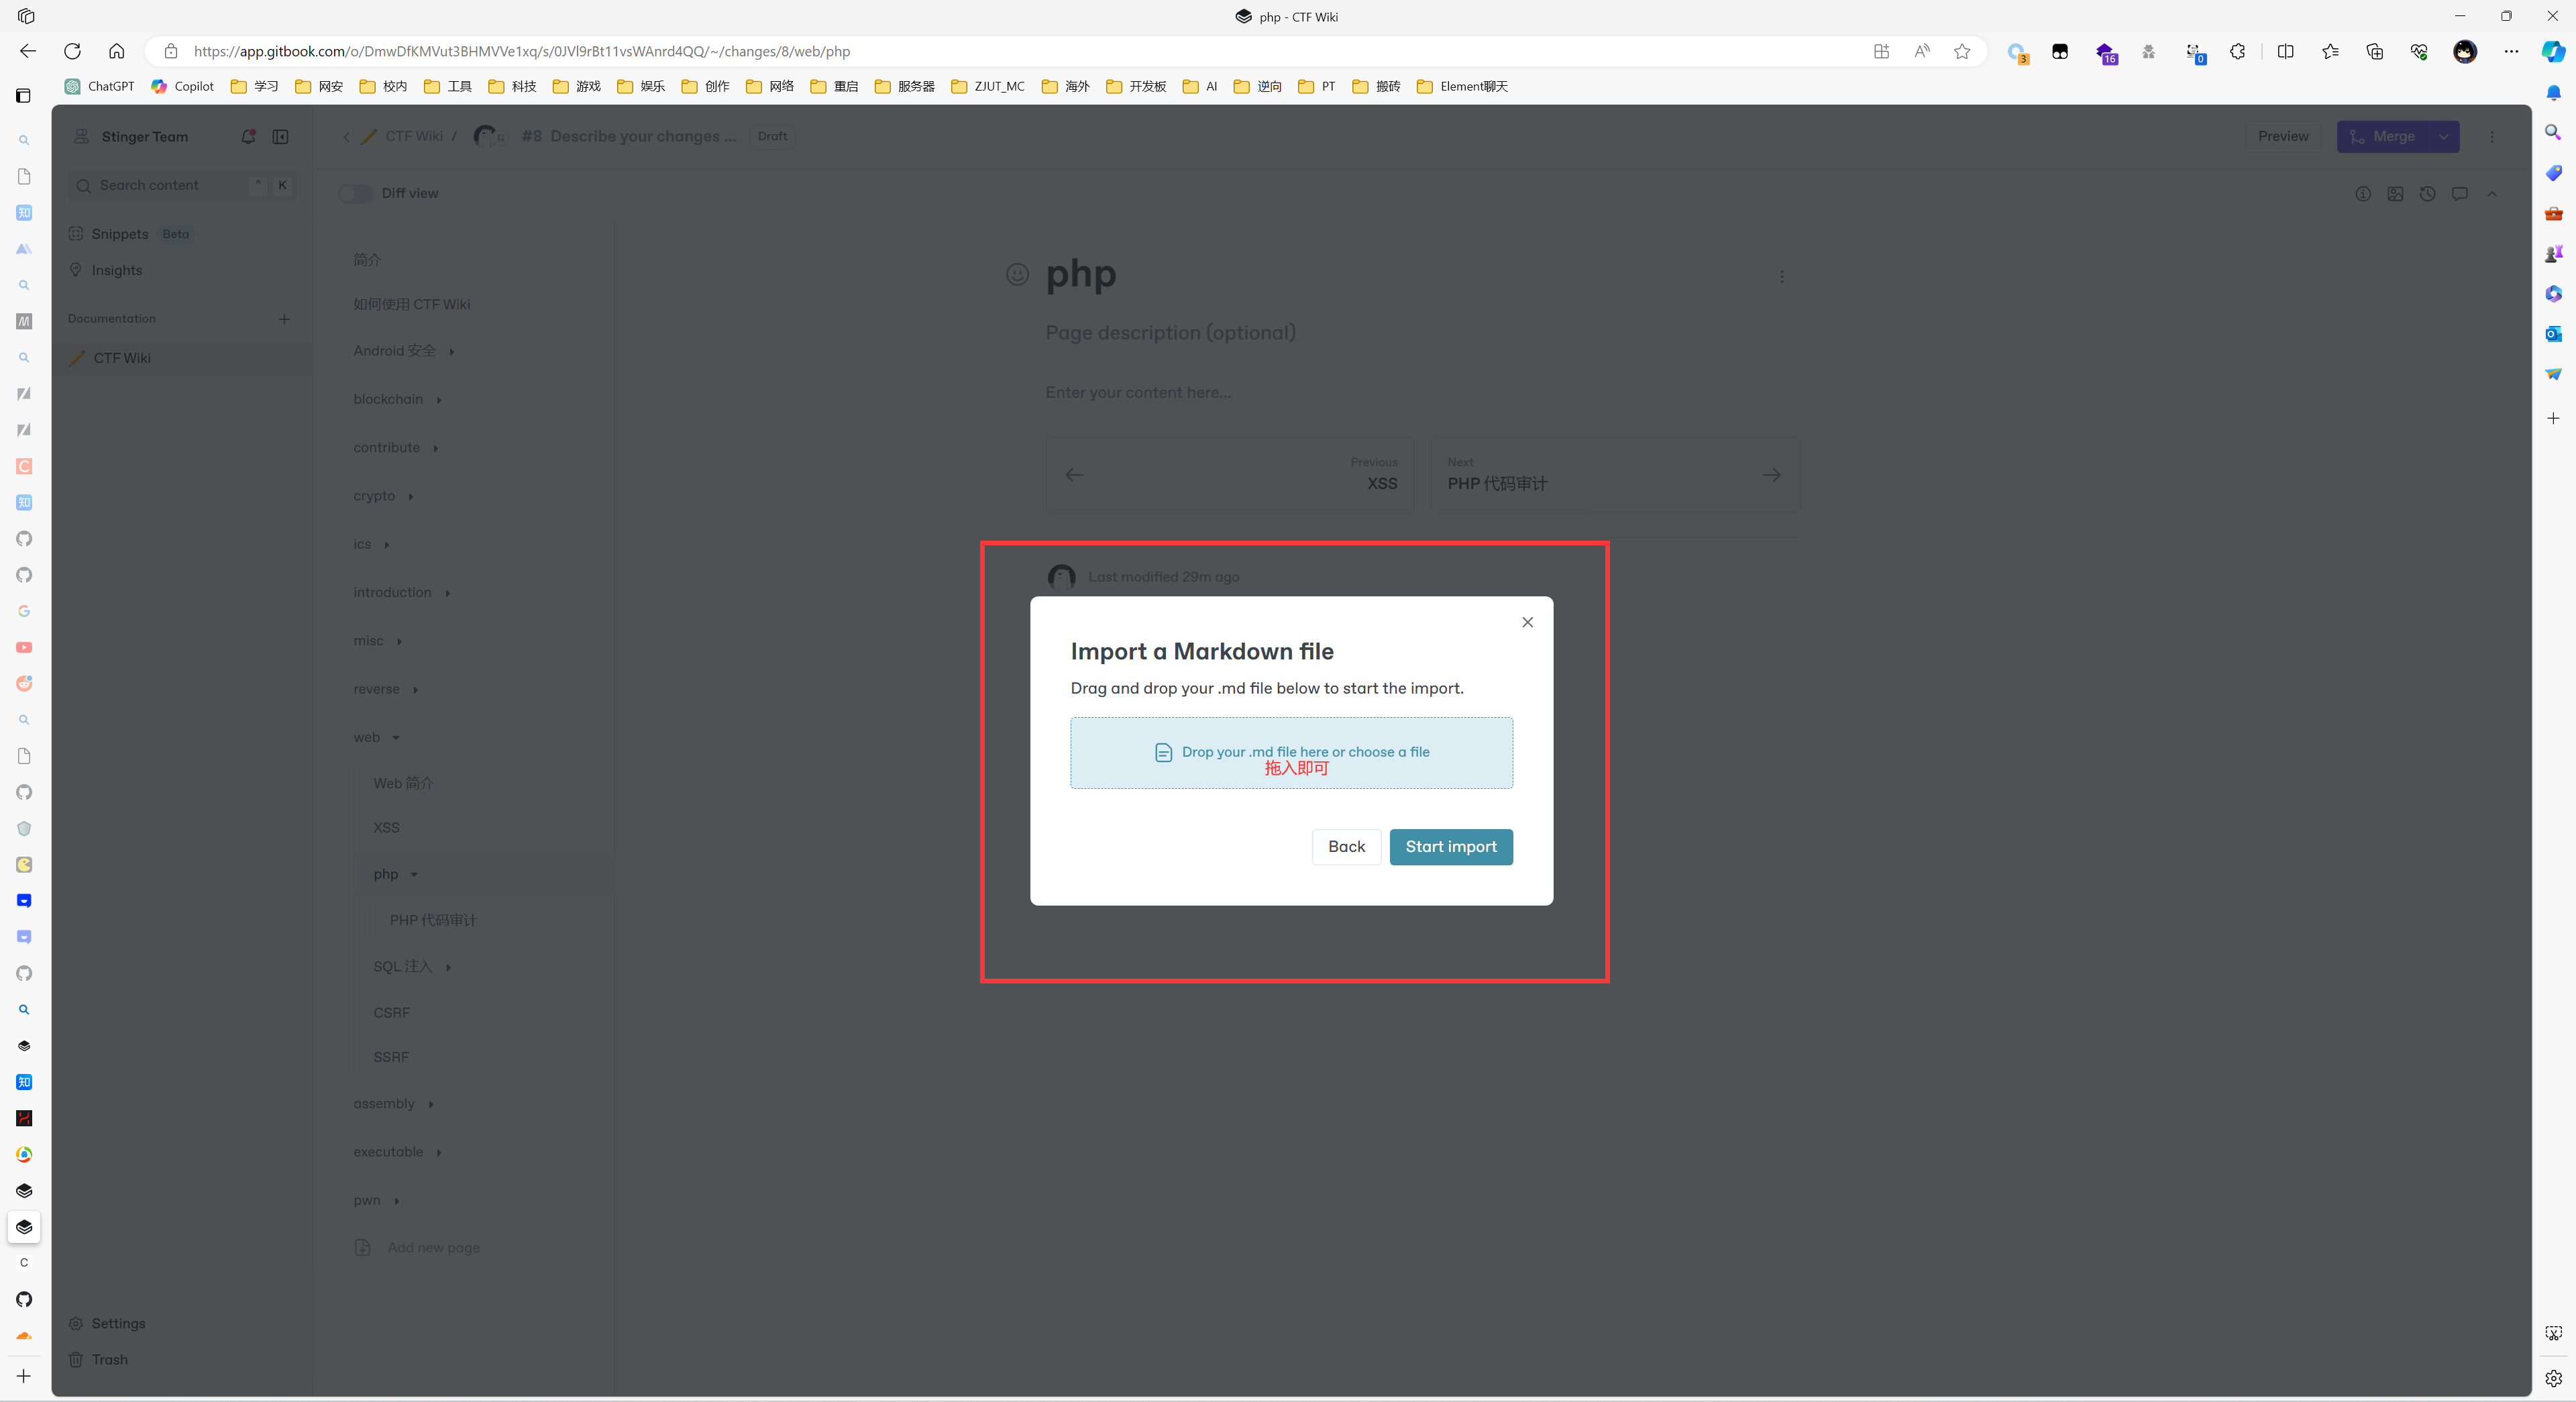 php - CTF Wiki
https://app.gitbook.com/o/DmwDfKMVut3BHMVVe1xq/s/0JVI9rBt11vsWAnrd4QQ/~/changes/8/web/php
3
16
0
ChatGPT
Copilot
学习
网安
校内
工具
科技
游戏
娱乐
创作
网络
重启
服务器
ZJUT_MC
海外
开发板
AI
逆向
PT
搬砖
Element聊天
Stinger Team
CTF Wiki /
#8 Describe your changes ...
Draft
Preview
Merge
Search content
^
K
Diff view
Snippets Beta
Insights
Documentation
CTF Wiki
Settings
Trash
简介
如何使用 CTF Wiki
Android 安全
blockchain
contribute
crypto
ics
introduction
misc
reverse
web
Web 简介
XSS
php
PHP 代码审计
SQL 注入
CSRF
SSRF
assembly
executable
pwn
Add new page
php
Page description (optional)
Enter your content here...
Previous
XSS
Next
PHP 代码审计
Last modified 29m ago
Import a Markdown file
Drag and drop your .md file below to start the import.
Drop your .md file here or choose a file
拖入即可
Back
Start import